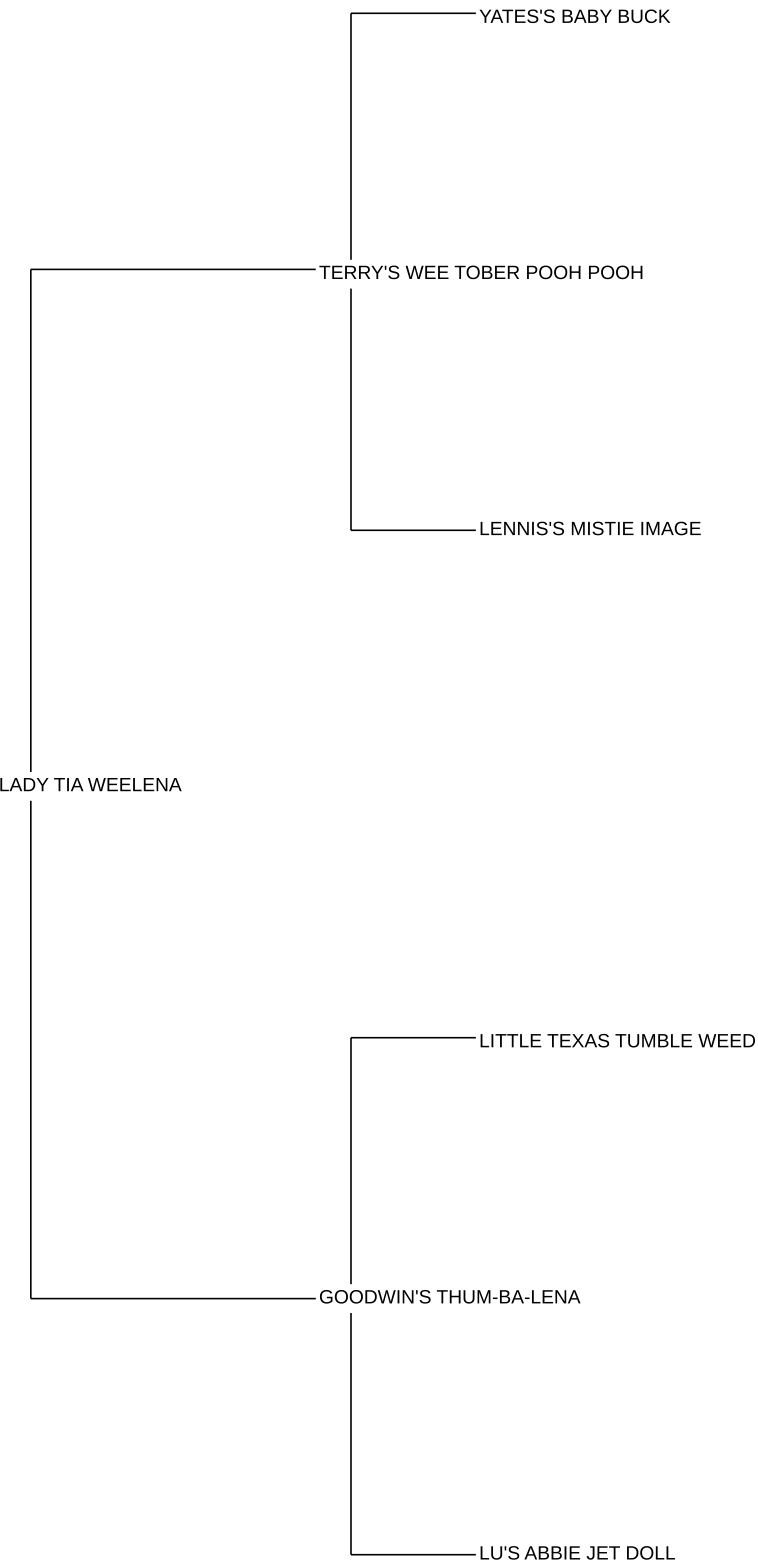 YATES'S BABY BUCK
TERRY'S WEE TOBER POOH POOH
LENNIS'S MISTIE IMAGE
LADY TIA WEELENA
LITTLE TEXAS TUMBLE WEED
GOODWIN'S THUM-BA-LENA
LU'S ABBIE JET DOLL